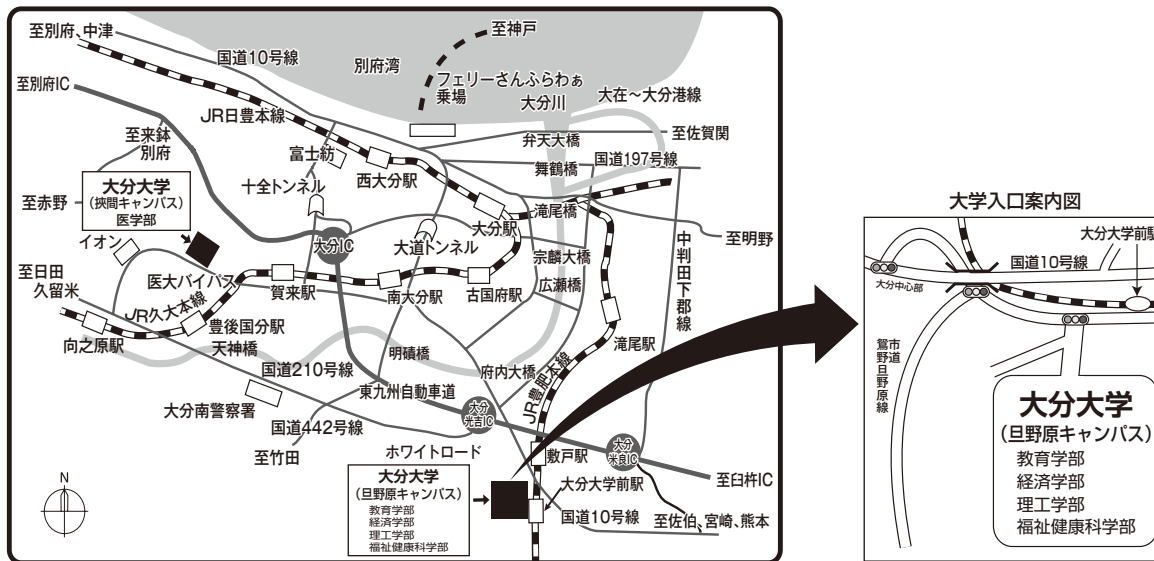 至別府、中津
国道10号線
至神戸
別府湾
フェリーさんふらわぁ
乗場
至別府IC
大分川
大在〜大分港線
JR日豊本線
至来鉢
別府
富士紡
弁天大橋
至佐賀関
舞鶴橋
国道197号線
西大分駅
大分大学
(挾間キャンパス)
医学部
十全トンネル
至赤野
大分駅
滝尾橋
イオン
大分IC
大道トンネル
至明野
宗麟大橋
至日田
久留米
医大バイパス
賀来駅
南大分駅
古国府駅
広瀬橋
中判田下郡線
JR久大本線
豊後国分駅
向之原駅
天神橋
明磧橋
府内大橋
滝尾駅
国道210号線
JR豊肥本線
東九州自動車道
大分南警察署
大分
光吉IC
国道442号線
至竹田
ホワイトロード
敷戸駅
大分
米良IC
至臼杵IC
大分大学
(旦野原キャンパス)
教育学部
経済学部
理工学部
福祉健康科学部
大分大学前駅
国道10号線
至佐伯、宮崎、熊本
N
大学入口案内図
大分大学前駅
国道10号線
大分中心部
市道
鴛野旦野原線
大分大学
(旦野原キャンパス)
教育学部
経済学部
理工学部
福祉健康科学部